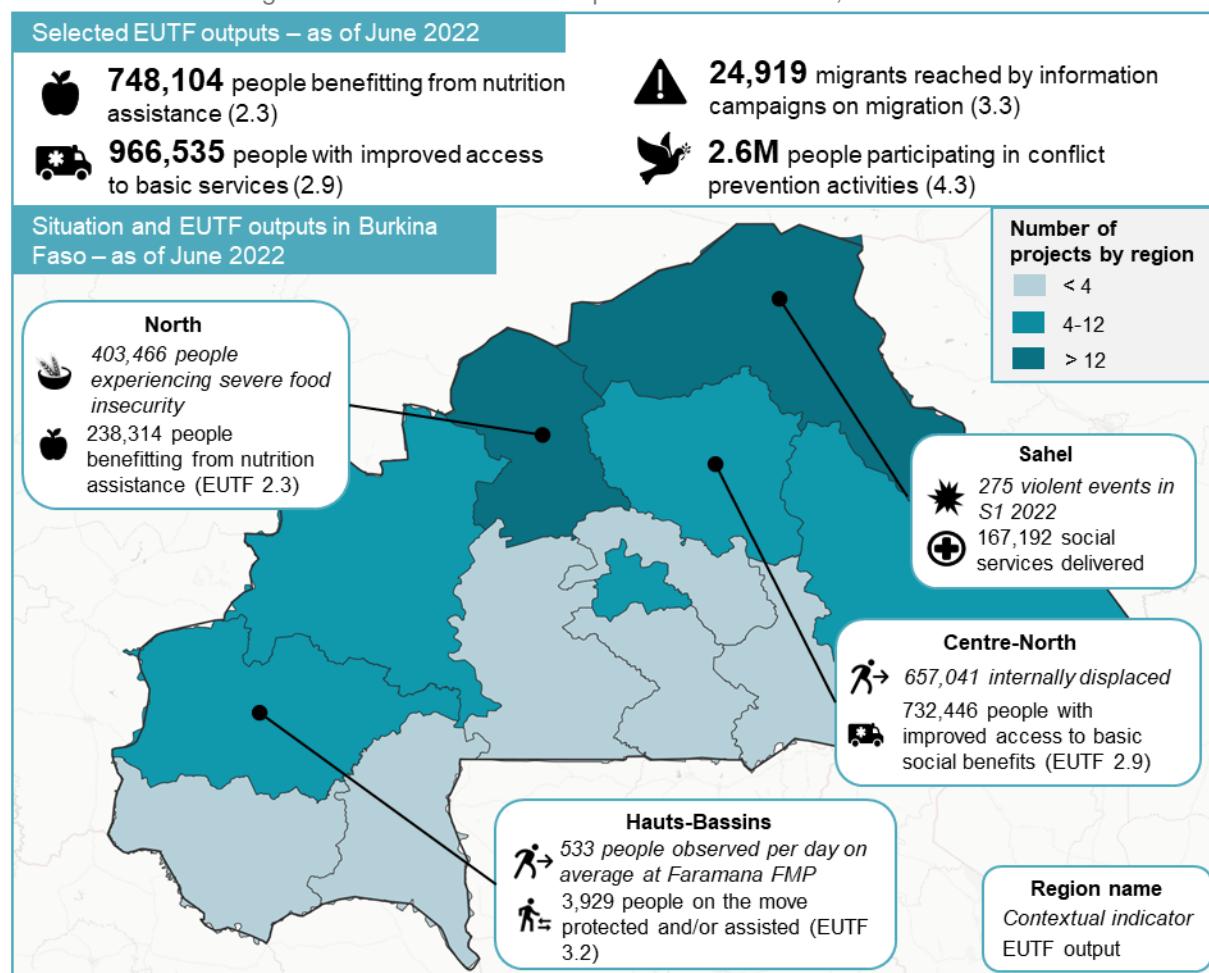 Selected EUTF outputs – as of June 2022
748,104 people benefitting from nutrition
assistance (2.3)
966,535 people with improved access
to basic services (2.9)
24,919 migrants reached by information
campaigns on migration (3.3)
2.6M people participating in conflict
prevention activities (4.3)
Situation and EUTF outputs in Burkina
Faso – as of June 2022
Number of
projects by region
< 4
4-12
> 12
North
403,466 people
experiencing severe food
insecurity
238,314 people
benefitting from nutrition
assistance (EUTF 2.3)
Sahel
275 violent events in
S1 2022
167,192 social
services delivered
Centre-North
657,041 internally displaced
732,446 people with
improved access to basic
social benefits (EUTF 2.9)
Hauts-Bassins
533 people observed per day on
average at Faramana FMP
3,929 people on the move
protected and/or assisted (EUTF
3.2)
Region name
Contextual indicator
EUTF output